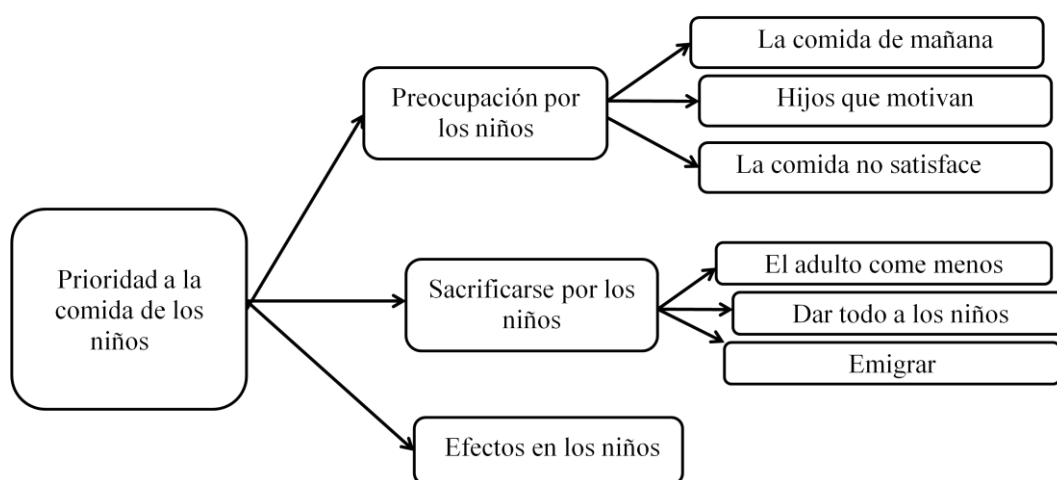 Prioridad a la
comida de los
niños
Preocupación por
los niños
La comida de mañana
Hijos que motivan
La comida no satisface
Sacrificarse por los
niños
El adulto come menos
Dar todo a los niños
Emigrar
Efectos en los niños